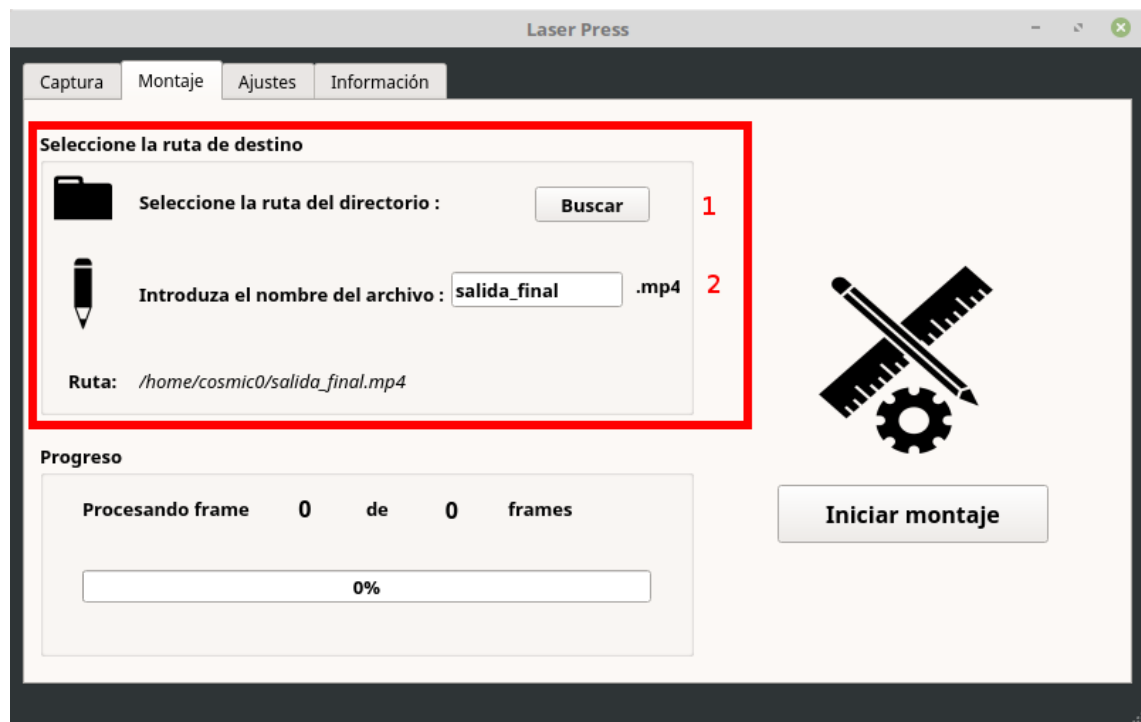 Laser Press
Captura Montaje Ajustes Información
Seleccione la ruta de destino
Seleccione la ruta del directorio : Buscar 1
Introduza el nombre del archivo : salida_final .mp4 2
Ruta: /home/cosmic0/salida_final.mp4
Progreso
Procesando frame 0 de 0 frames
0%
Iniciar montaje